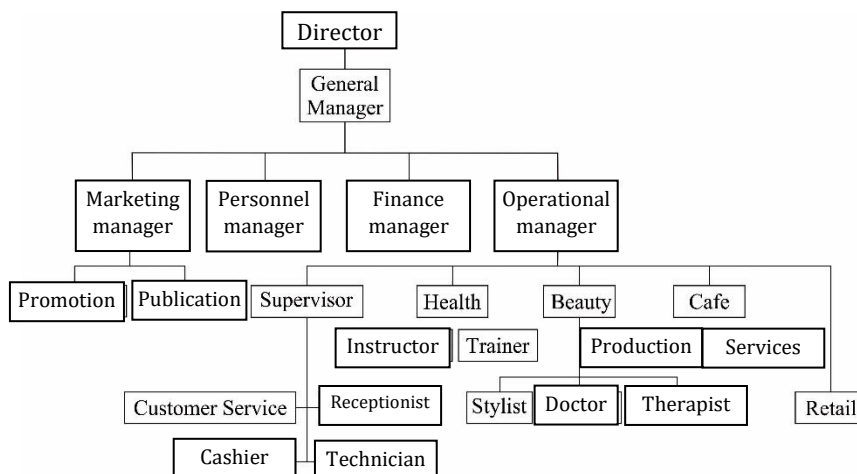 Director
General
Manager
Marketing
manager
Personnel
manager
Finance
manager
Operational
manager
Promotion
Publication
Supervisor
Health
Beauty
Cafe
Instructor
Trainer
Production
Services
Customer Service
Receptionist
Stylist
Doctor
Therapist
Retail
Cashier
Technician